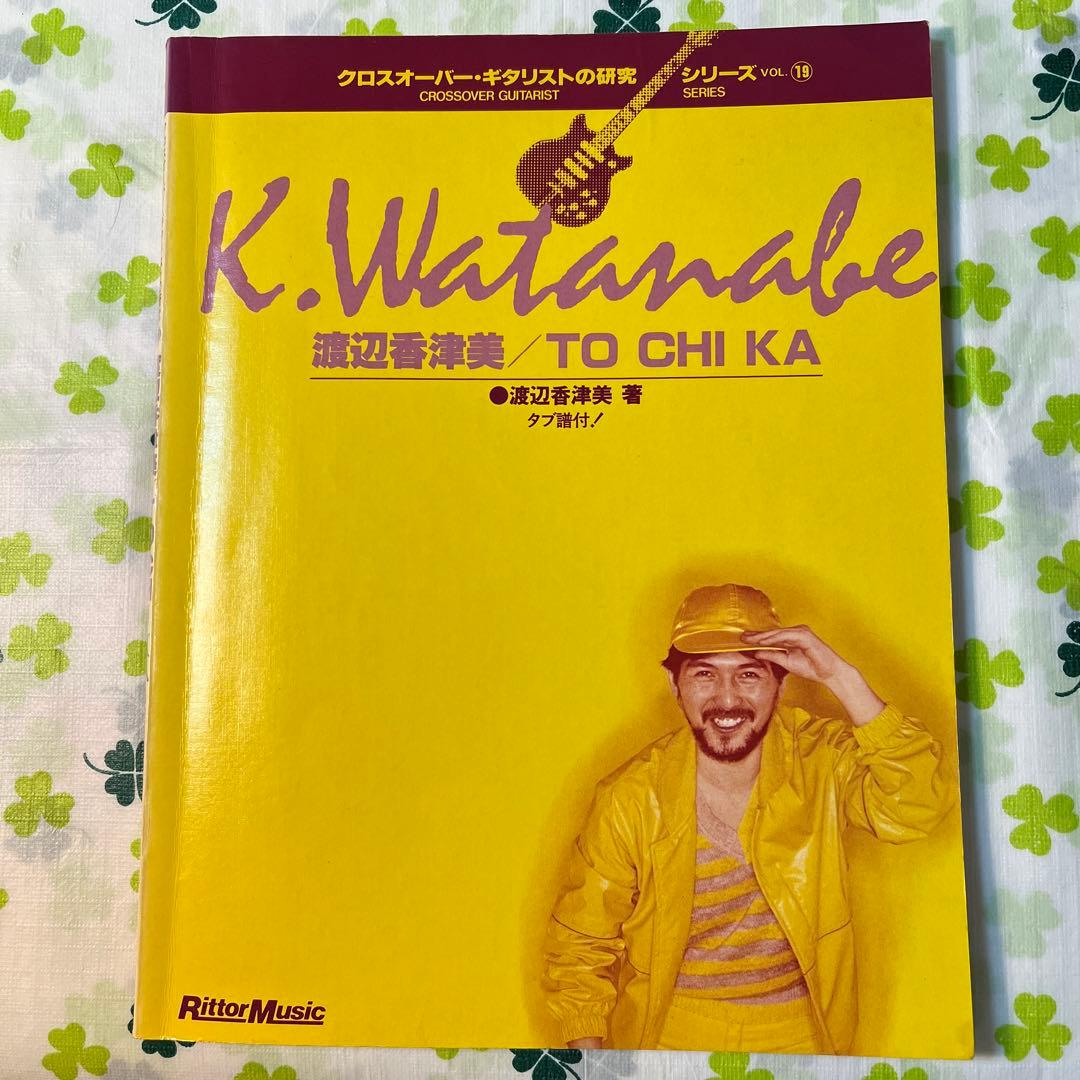 クロスオーバー・ギタリストの研究 シリーズ VOL. ⑲
CROSSOVER GUITARIST SERIES
K.Watanabe
渡辺香津美／TO CHI KA
●渡辺香津美 著
タブ譜付!
RittorMusic